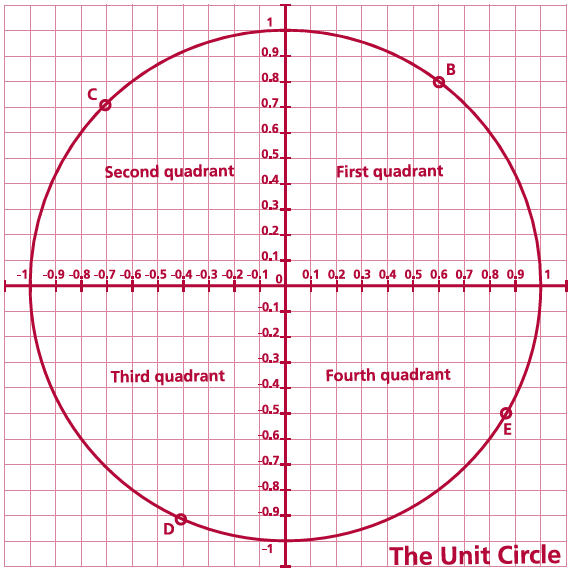 1
0.9
B
0.8
C
0.7
0.6
0.5
Second quadrant First quadrant
0.4
0.3
0.2
0.1
-1 -0.9 -0.8 -0.7 -0.6 -0.5 -0.4 -0.3 -0.2 -0.1 0 0.1 0.2 0.3 0.4 0.5 0.6 0.7 0.8 0.9 1
-0.1
-0.2
-0.3
Third quadrant Fourth quadrant
-0.4
-0.5
E
-0.6
-0.7
-0.8
-0.9
D
-1
The Unit Circle